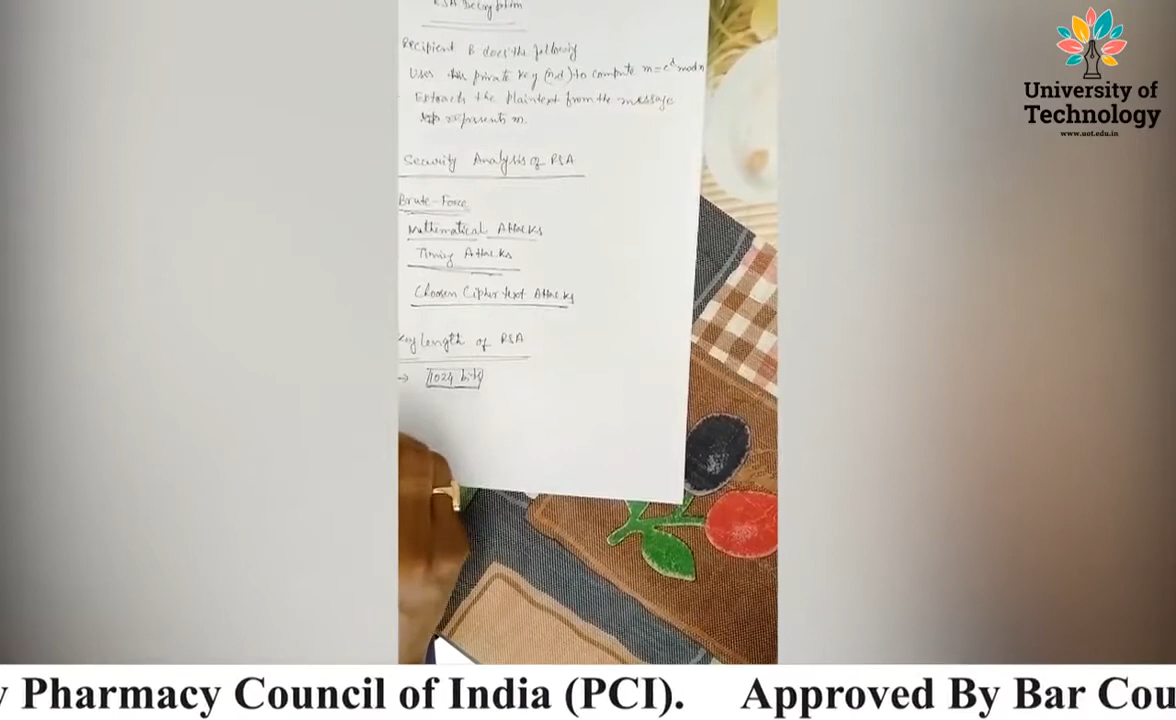 RSA Decryption
Recipient B does the following
Uses his private key (n,d) to compute m=c^d mod n
Extracts the Plaintext from the message
represents m.
Security Analysis of RSA
Brute-Force
Mathimatical Attacks
Timing Attacks
Choosen Cipher text Attacks
Key length of RSA
→ 1024 bits
University of
Technology
www.uot.edu.in
y Pharmacy Council of India (PCI). Approved By Bar Cou